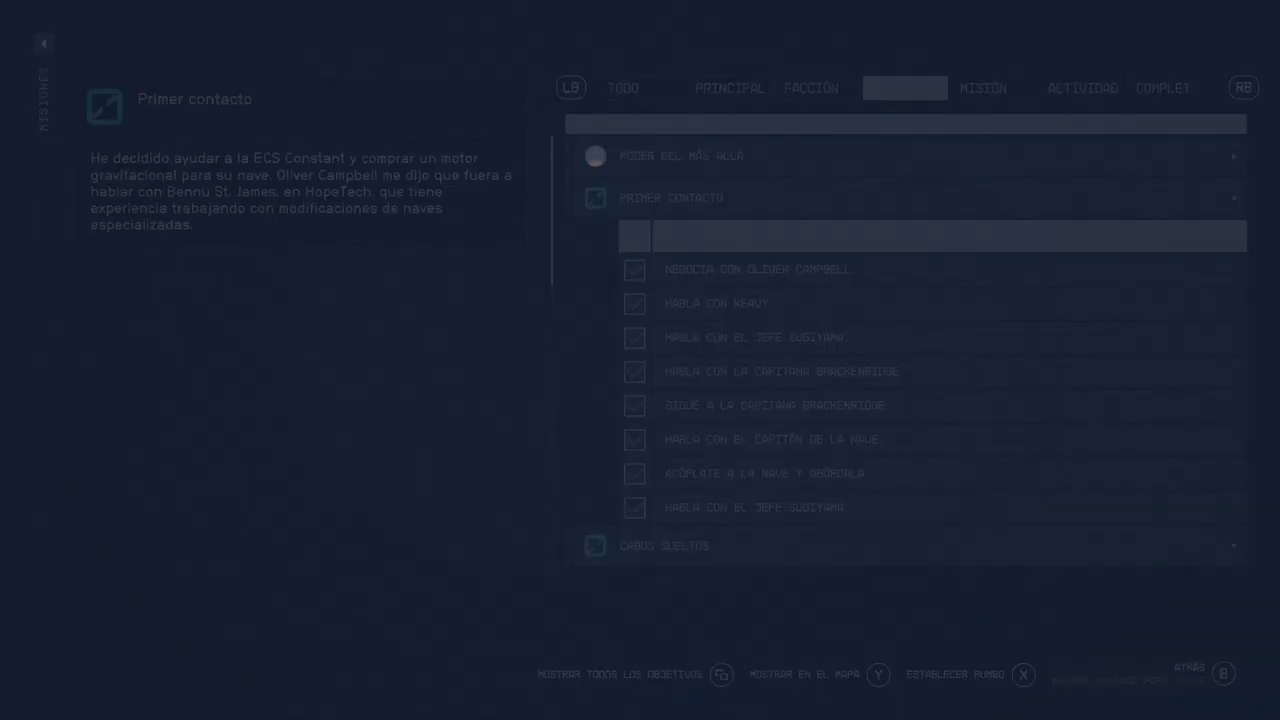 MISIONES
Primer contacto
He decidido ayudar a la ECS Constant y comprar un motor
gravitacional para su nave. Oliver Campbell me dijo que fuera a
hablar con Bennu St. James, en HopeTech, que tiene
experiencia trabajando con modificaciones de naves
especializadas.
LB TODO PRINCIPAL FACCIÓN MISIÓN ACTIVIDAD COMPLET RB
PODER DEL MÁS ALLÁ
PRIMER CONTACTO
NEGOCIA CON OLIVER CAMPBELL
HABLA CON KEAVY
HABLA CON EL JEFE SUGIYAMA.
HABLA CON LA CAPITANA BRACKENRIDGE
SIGUE A LA CAPITANA BRACKENRIDGE
HABLA CON EL CAPITÁN DE LA NAVE
ACÓPLATE A LA NAVE Y ABÓRDALA
HABLA CON EL JEFE SUGIYAMA
CABOS SUELTOS
MOSTRAR TODOS LOS OBJETIVOS MOSTRAR EN EL MAPA Y ESTABLECER RUMBO X ATRÁS B